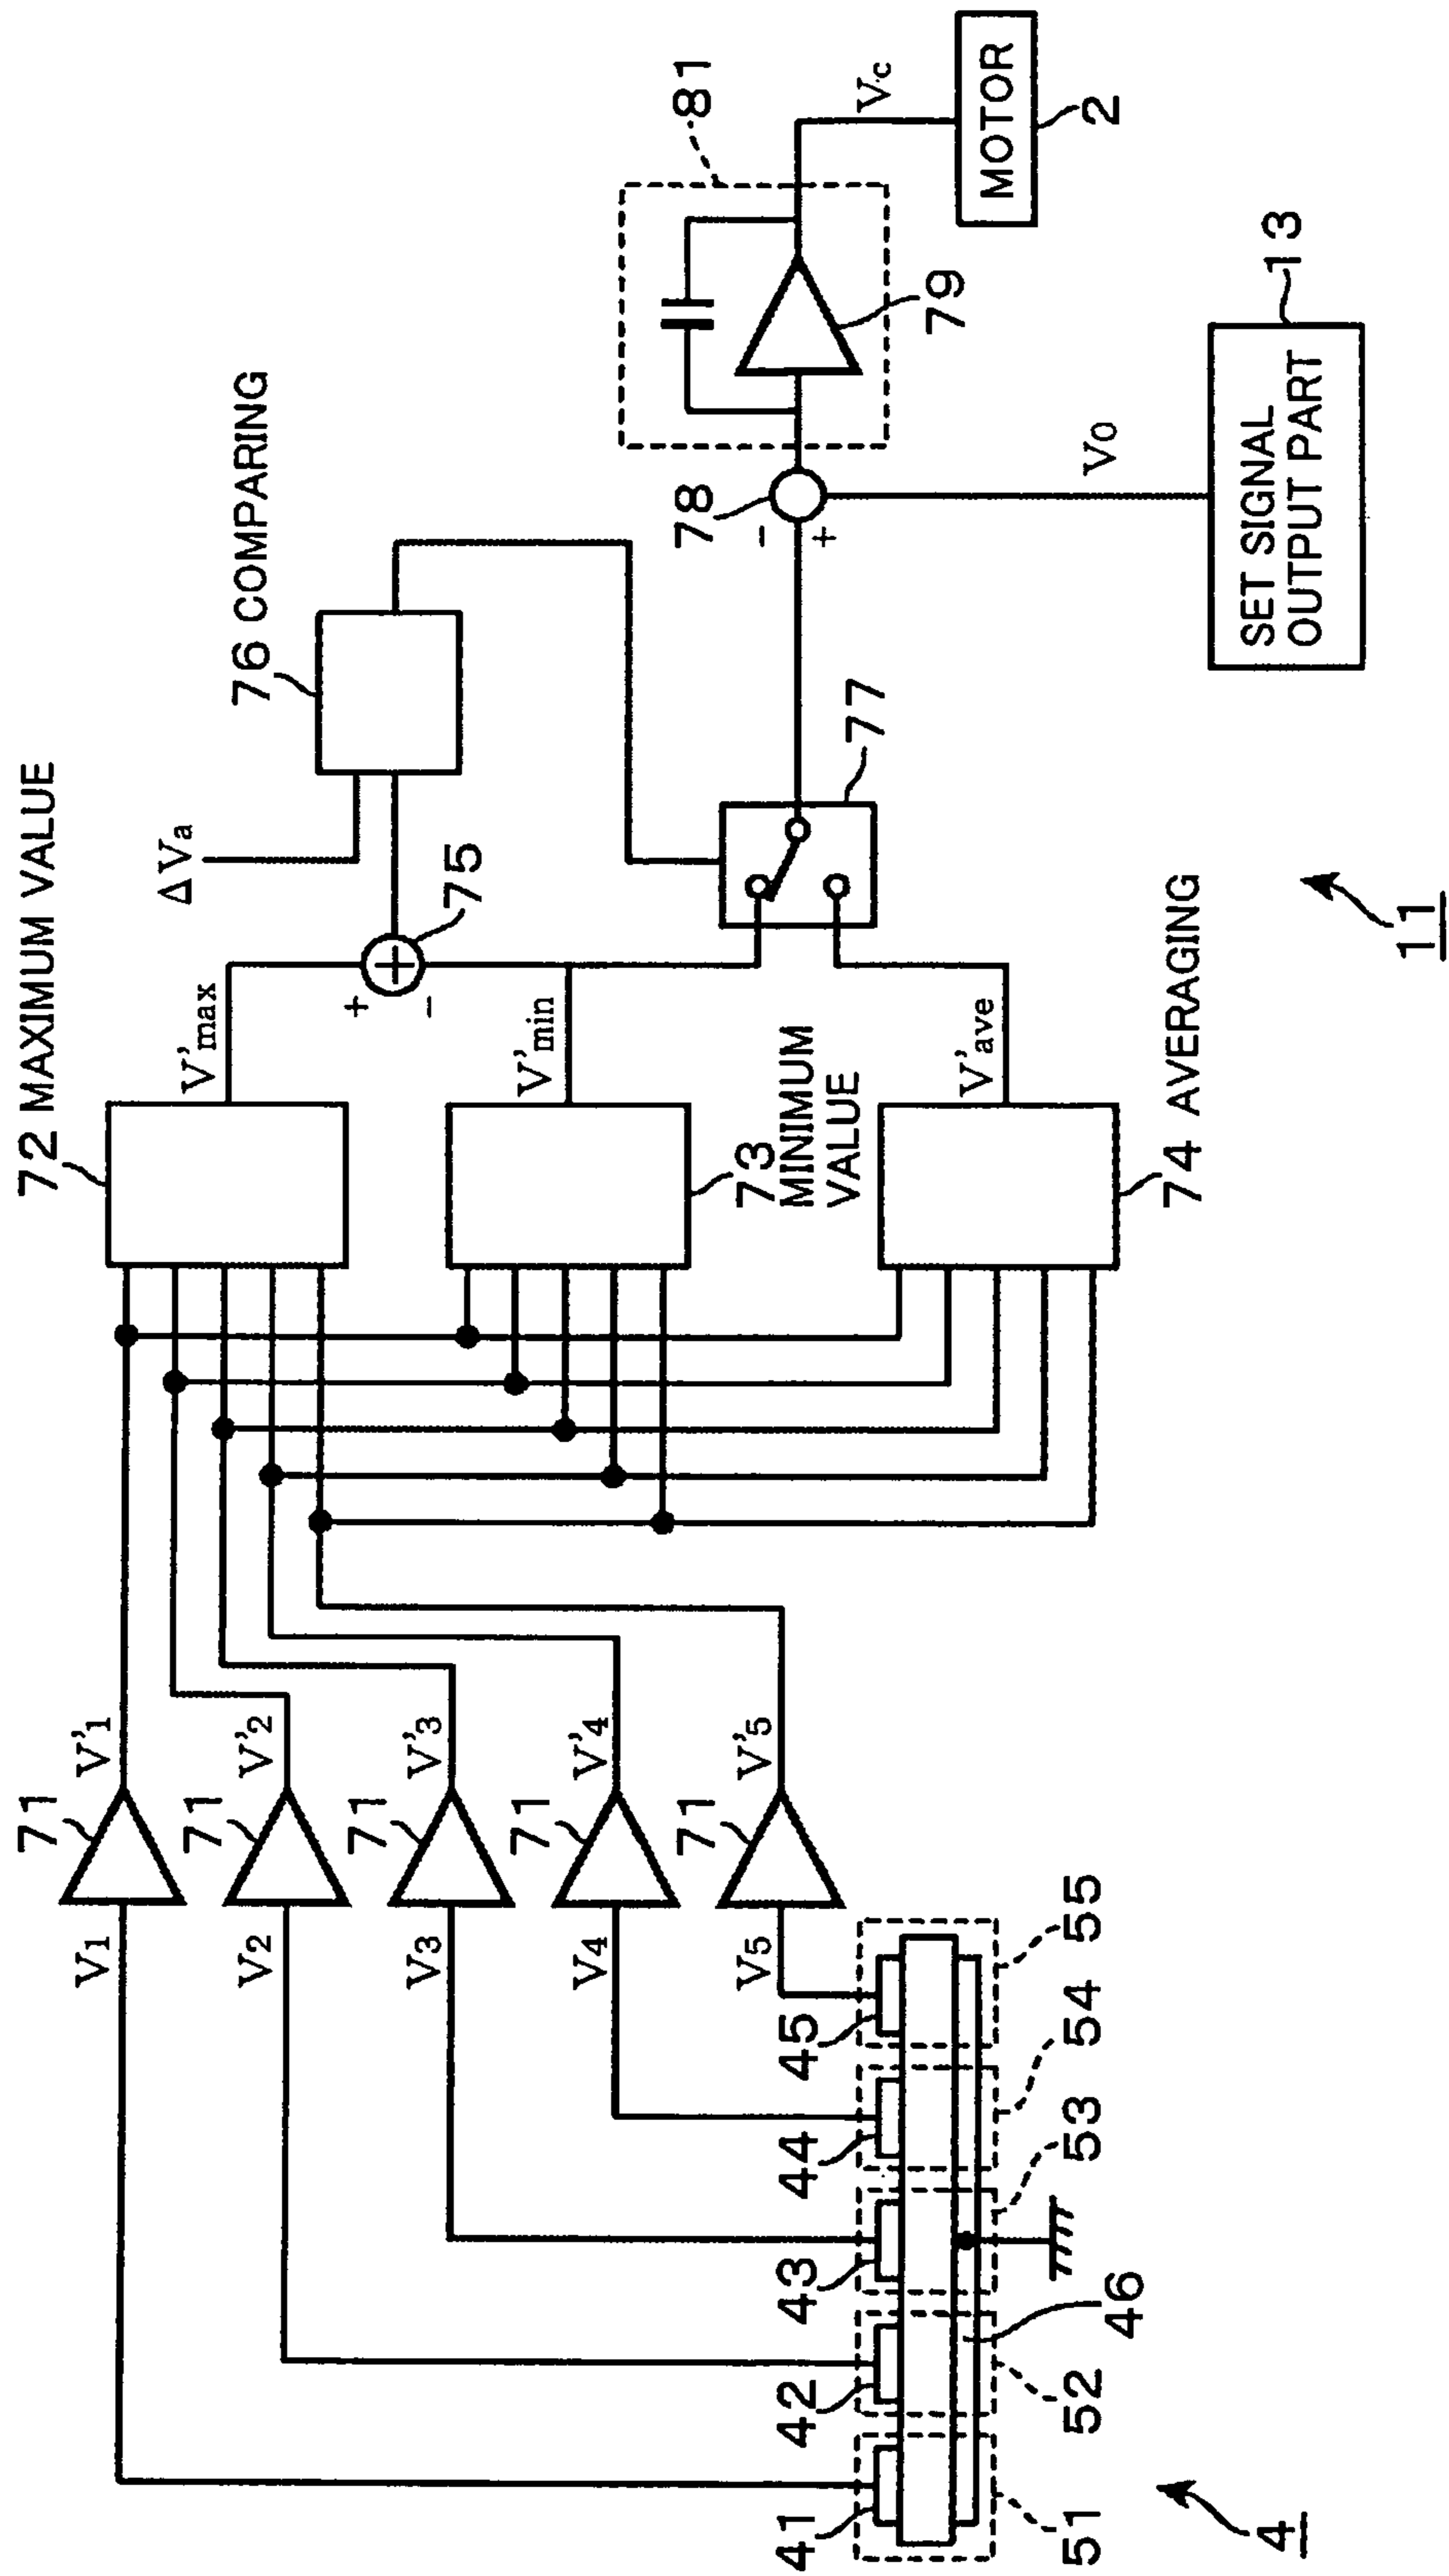 72 MAXIMUM VALUE
76 COMPARING
ΔVa
V'max
+
−
75
81
71
V1
V'1
71
V2
V'2
71
V3
V'3
71
V4
V'4
71
V5
V'5
V'min
73
MINIMUM
VALUE
V'ave
74 AVERAGING
77
78
−
+
79
Vc
MOTOR
2
V0
SET SIGNAL
OUTPUT PART
13
41
42
43
44
45
46
51
52
53
54
55
4
11